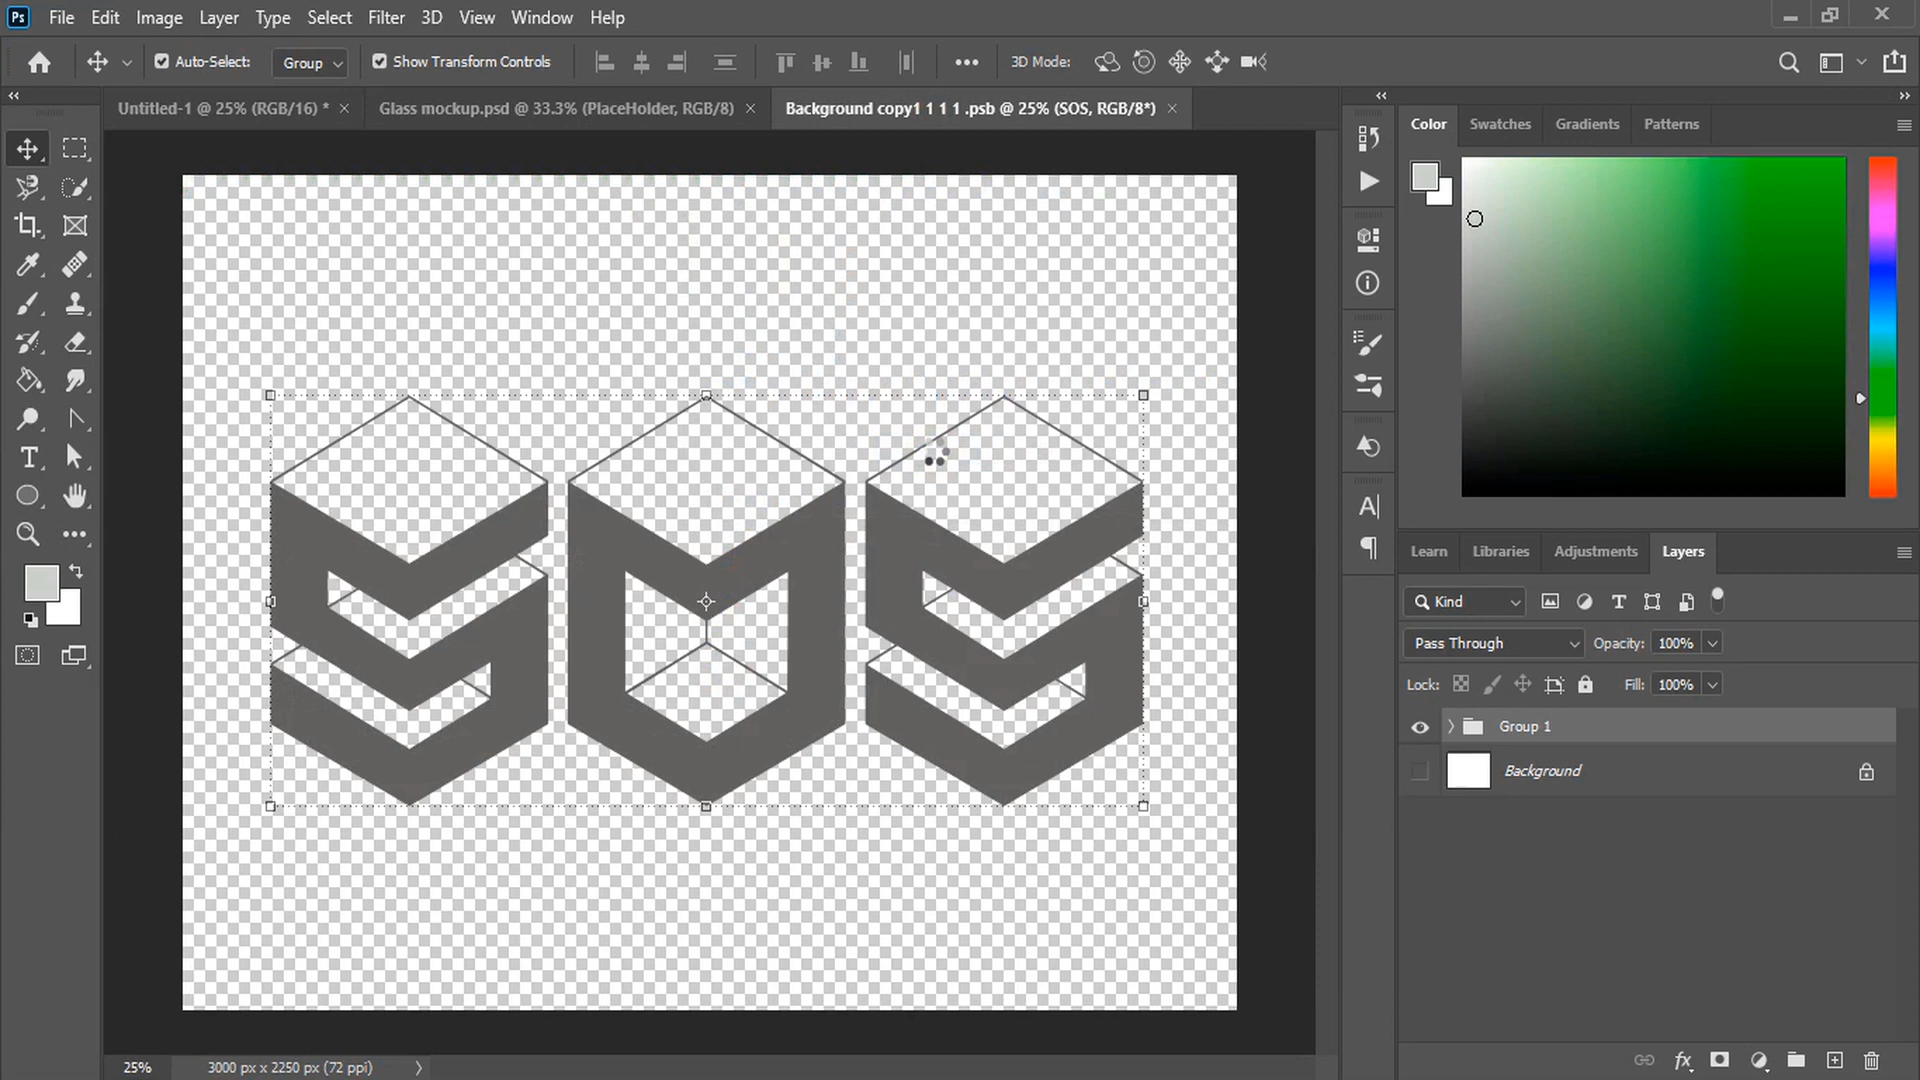 Ps File Edit Image Layer Type Select Filter 3D View Window Help
Auto-Select: Group Show Transform Controls 3D Mode:
Untitled-1 @ 25% (RGB/16) * Glass mockup.psd @ 33.3% (PlaceHolder, RGB/8) Background copy1 1 1 1 .psb @ 25% (SOS, RGB/8*)
Color Swatches Gradients Patterns
SOS
Learn Libraries Adjustments Layers
Kind
Pass Through Opacity: 100%
Lock: Fill: 100%
Group 1
Background
25% 3000 px x 2250 px (72 ppi)